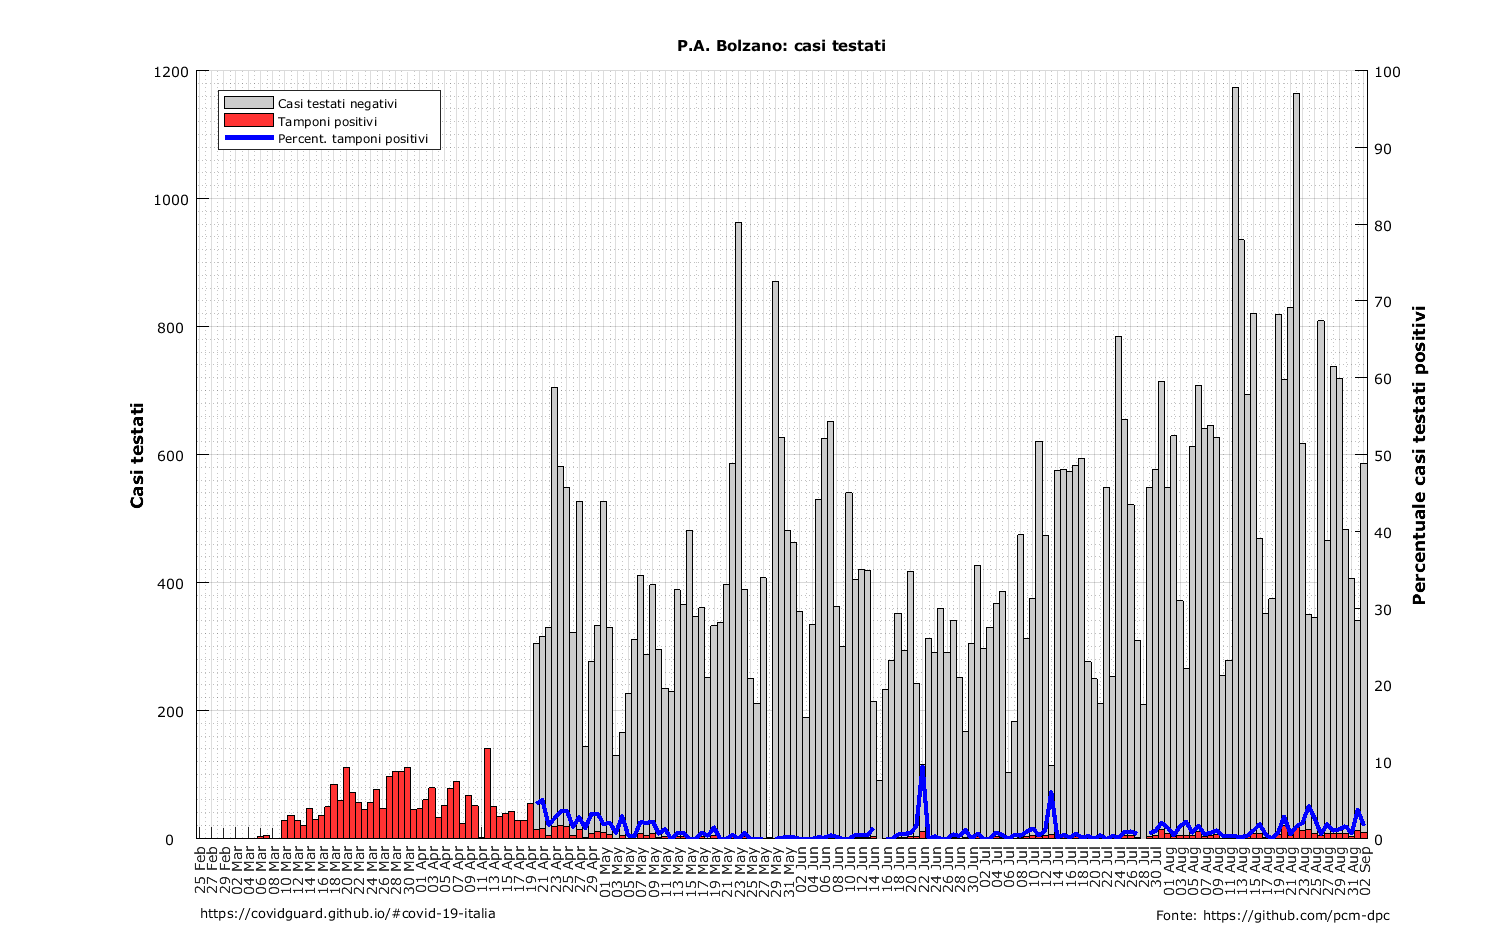 P.A. Bolzano: casi testati
Casi testati negativi
Tamponi positivi
Percent. tamponi positivi
Casi testati
0
200
400
600
800
1000
1200
Percentuale casi testati positivi
0
10
20
30
40
50
60
70
80
90
100
25 Feb
27 Feb
29 Feb
02 Mar
04 Mar
06 Mar
08 Mar
10 Mar
12 Mar
14 Mar
16 Mar
18 Mar
20 Mar
22 Mar
24 Mar
26 Mar
28 Mar
30 Mar
01 Apr
03 Apr
05 Apr
07 Apr
09 Apr
11 Apr
13 Apr
15 Apr
17 Apr
19 Apr
21 Apr
23 Apr
25 Apr
27 Apr
29 Apr
01 May
03 May
05 May
07 May
09 May
11 May
13 May
15 May
17 May
19 May
21 May
23 May
25 May
27 May
29 May
31 May
02 Jun
04 Jun
06 Jun
08 Jun
10 Jun
12 Jun
14 Jun
16 Jun
18 Jun
20 Jun
22 Jun
24 Jun
26 Jun
28 Jun
30 Jun
02 Jul
04 Jul
06 Jul
08 Jul
10 Jul
12 Jul
14 Jul
16 Jul
18 Jul
20 Jul
22 Jul
24 Jul
26 Jul
28 Jul
30 Jul
01 Aug
03 Aug
05 Aug
07 Aug
09 Aug
11 Aug
13 Aug
15 Aug
17 Aug
19 Aug
21 Aug
23 Aug
25 Aug
27 Aug
29 Aug
31 Aug
02 Sep
https://covidguard.github.io/#covid-19-italia
Fonte: https://github.com/pcm-dpc